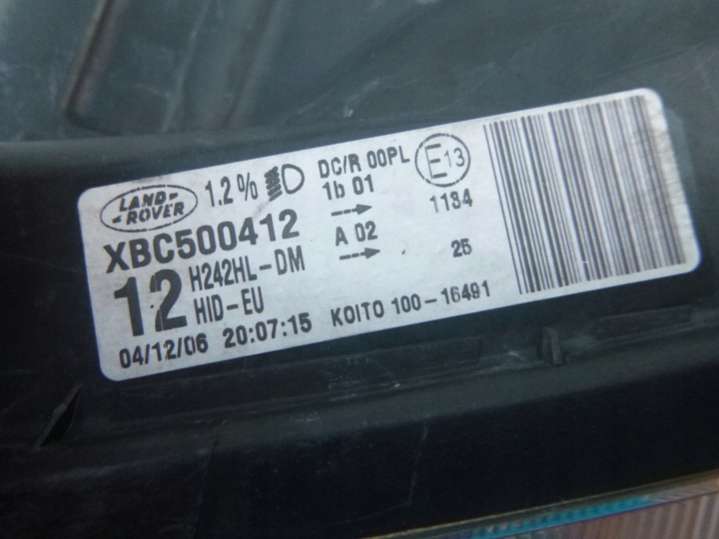 LAND-
-ROVER
1.2%
DC/R 00PL
1b 01
E13
XBC500412
A 02
1184
25
12
H242HL-DM
HID-EU
04/12/06 20:07:15 KOITO 100-16491